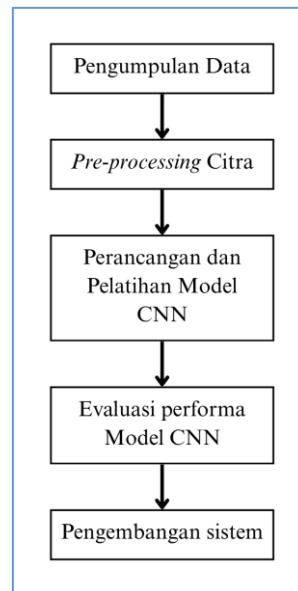 Pengumpulan Data
Pre-processing Citra
Perancangan dan
Pelatihan Model
CNN
Evaluasi performa
Model CNN
Pengembangan sistem